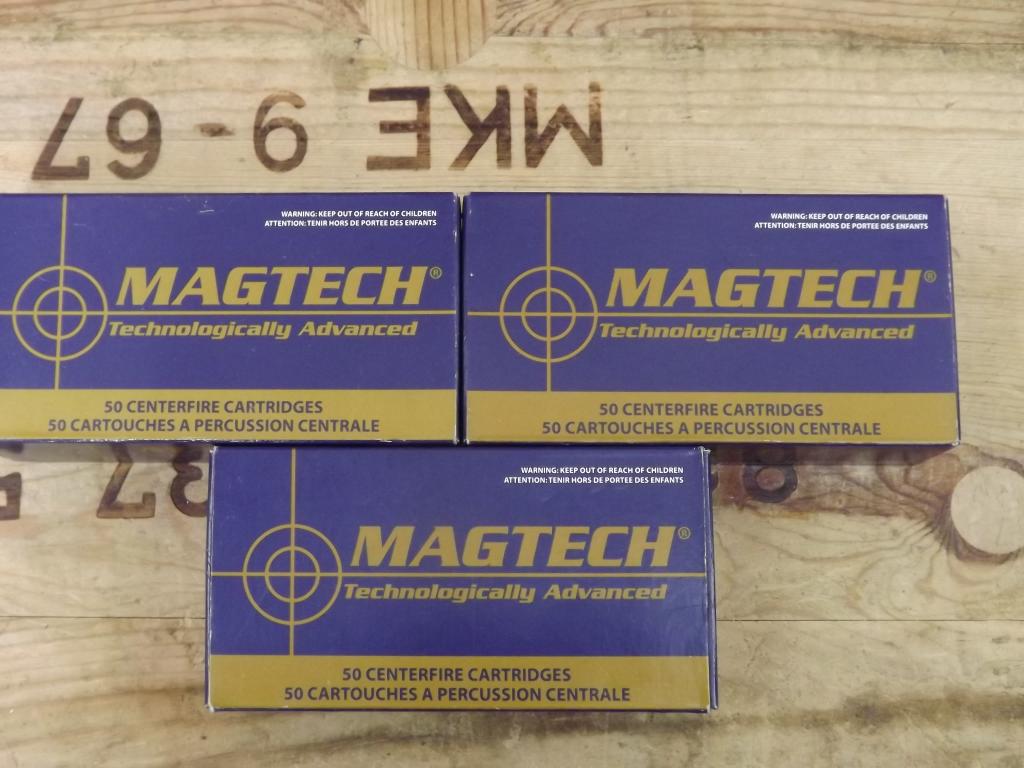 MKE 9-67
WARNING: KEEP OUT OF REACH OF CHILDREN
ATTENTION: TENIR HORS DE PORTEE DES ENFANTS
MAGTECH®
Technologically Advanced
50 CENTERFIRE CARTRIDGES
50 CARTOUCHES A PERCUSSION CENTRALE
WARNING: KEEP OUT OF REACH OF CHILDREN
ATTENTION: TENIR HORS DE PORTEE DES ENFANTS
MAGTECH®
Technologically Advanced
50 CENTERFIRE CARTRIDGES
50 CARTOUCHES A PERCUSSION CENTRALE
WARNING: KEEP OUT OF REACH OF CHILDREN
ATTENTION: TENIR HORS DE PORTEE DES ENFANTS
MAGTECH®
Technologically Advanced
50 CENTERFIRE CARTRIDGES
50 CARTOUCHES A PERCUSSION CENTRALE